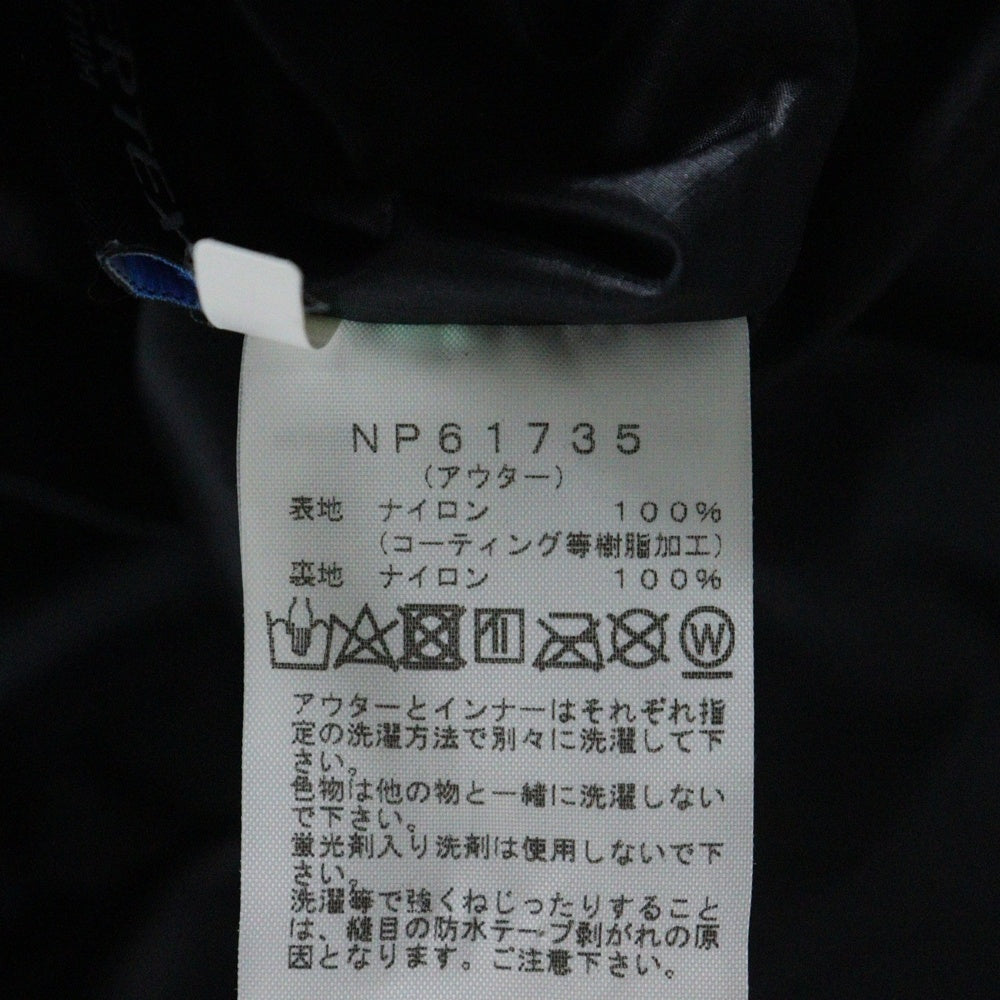 RTEX
NP61735
(アウター)
表地 ナイロン 100%
(コーティング等樹脂加工)
裏地 ナイロン 100%
W
アウターとインナーはそれぞれ指
定の洗濯方法で別々に洗濯して下
さい。
色物は他の物と一緒に洗濯しない
で下さい。
蛍光剤入り洗剤は使用しないで下
さい。
洗濯等で強くねじったりすること
は、縫目の防水テープ剥がれの原
因となります。ご注意下さい。